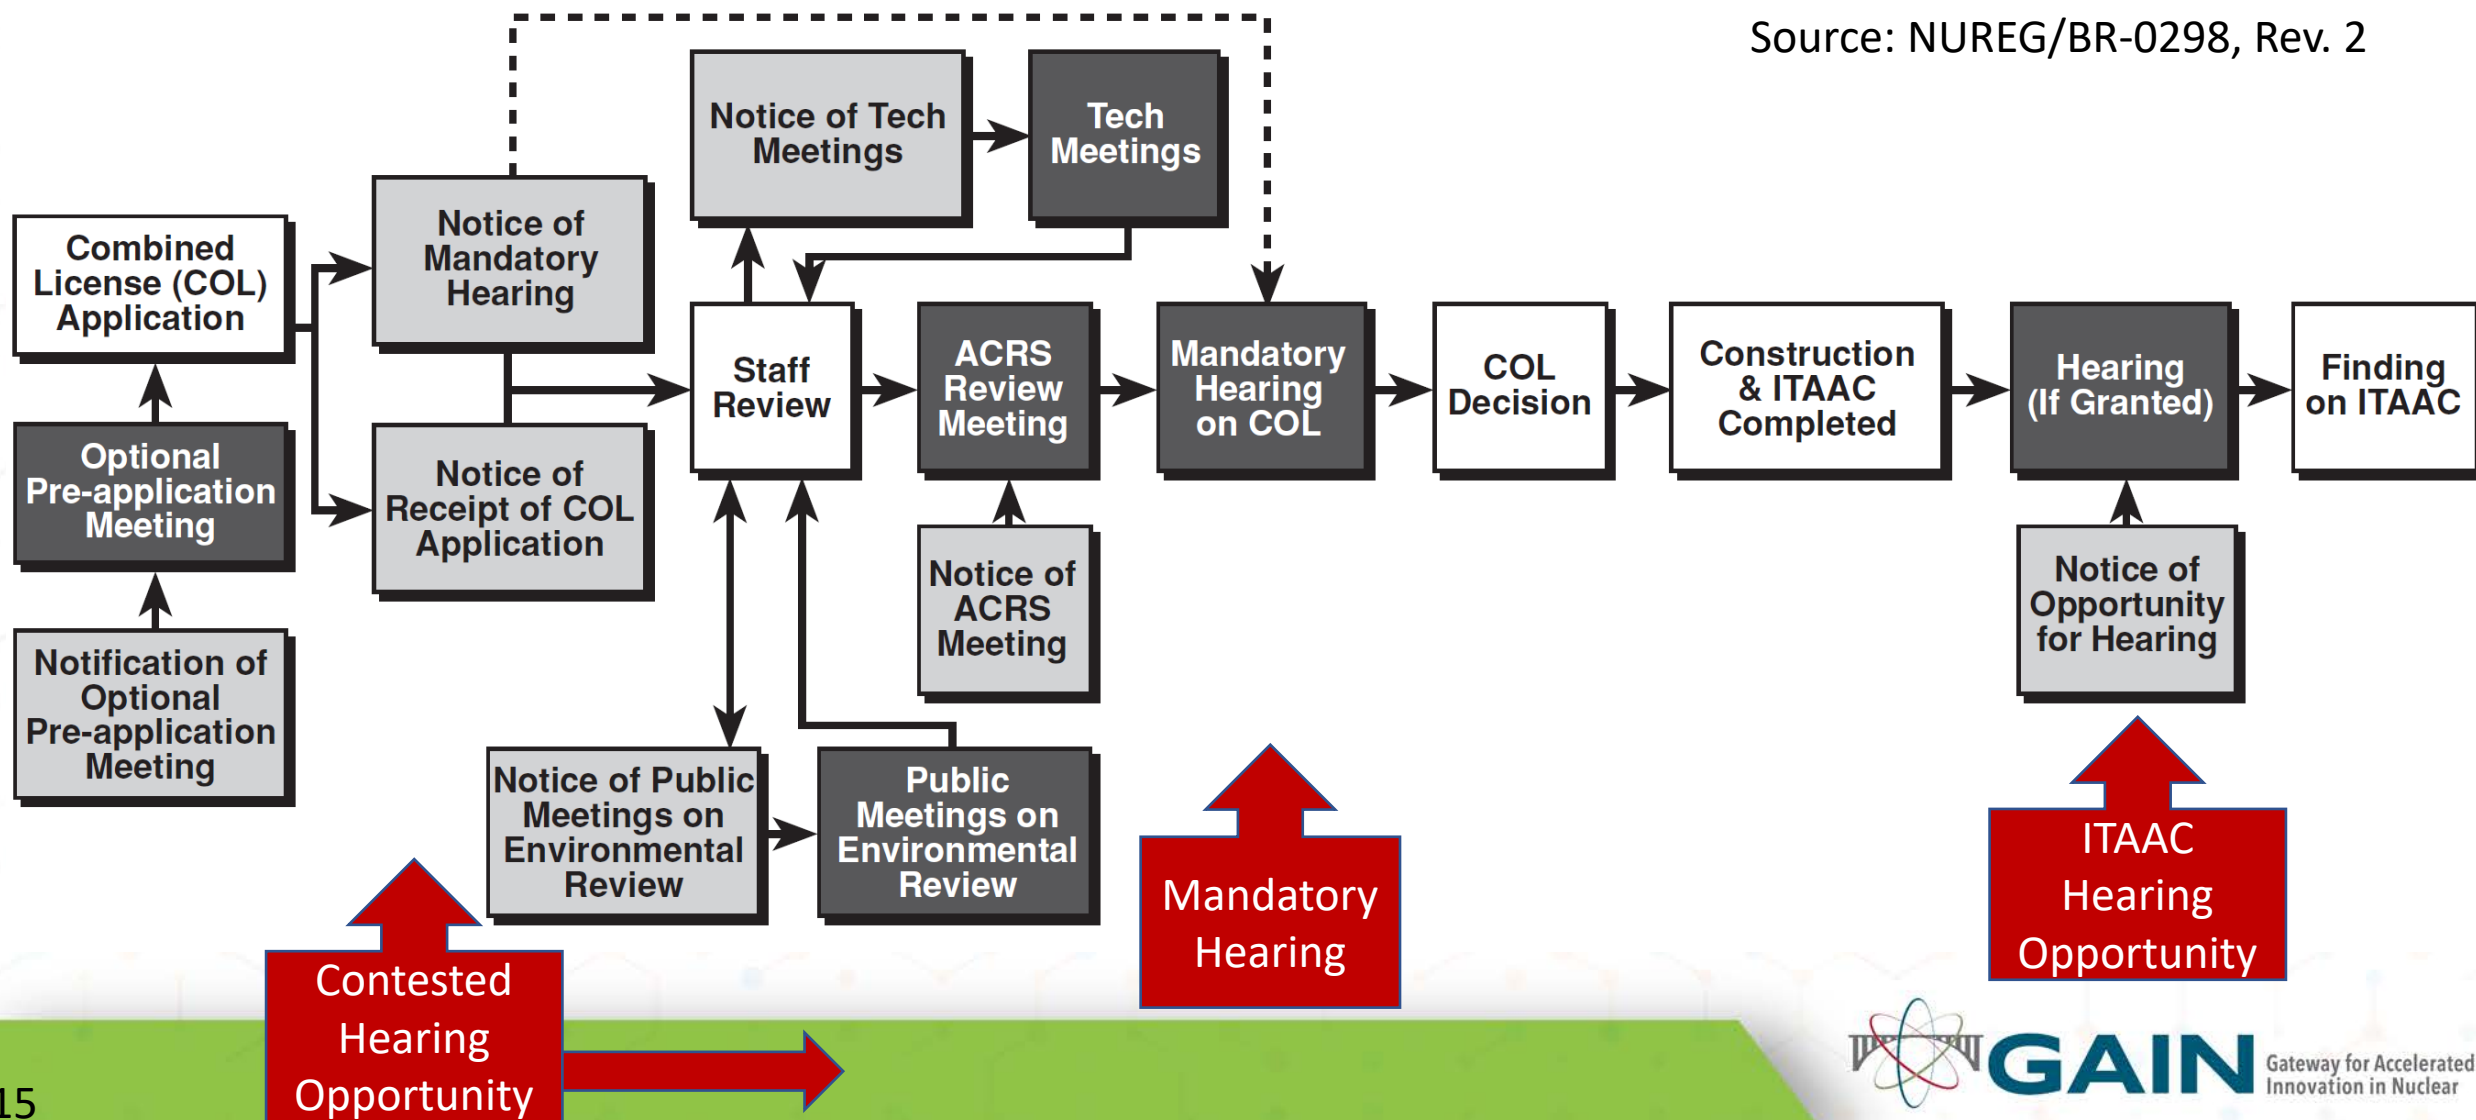 Source: NUREG/BR-0298, Rev. 2
Notice of Tech
Meetings
Tech
Meetings
Combined
License (COL)
Application
Notice of
Mandatory
Hearing
Staff
Review
ACRS
Review
Meeting
Mandatory
Hearing
on COL
COL
Decision
Construction
& ITAAC
Completed
Hearing
(If Granted)
Finding
on ITAAC
Optional
Pre-application
Meeting
Notice of
Receipt of COL
Application
Notice of
ACRS
Meeting
Notice of
Opportunity
for Hearing
Notification of
Optional
Pre-application
Meeting
Notice of Public
Meetings on
Environmental
Review
Public
Meetings on
Environmental
Review
Contested
Hearing
Opportunity
Mandatory
Hearing
ITAAC
Hearing
Opportunity
GAIN
Gateway for Accelerated
Innovation in Nuclear
15